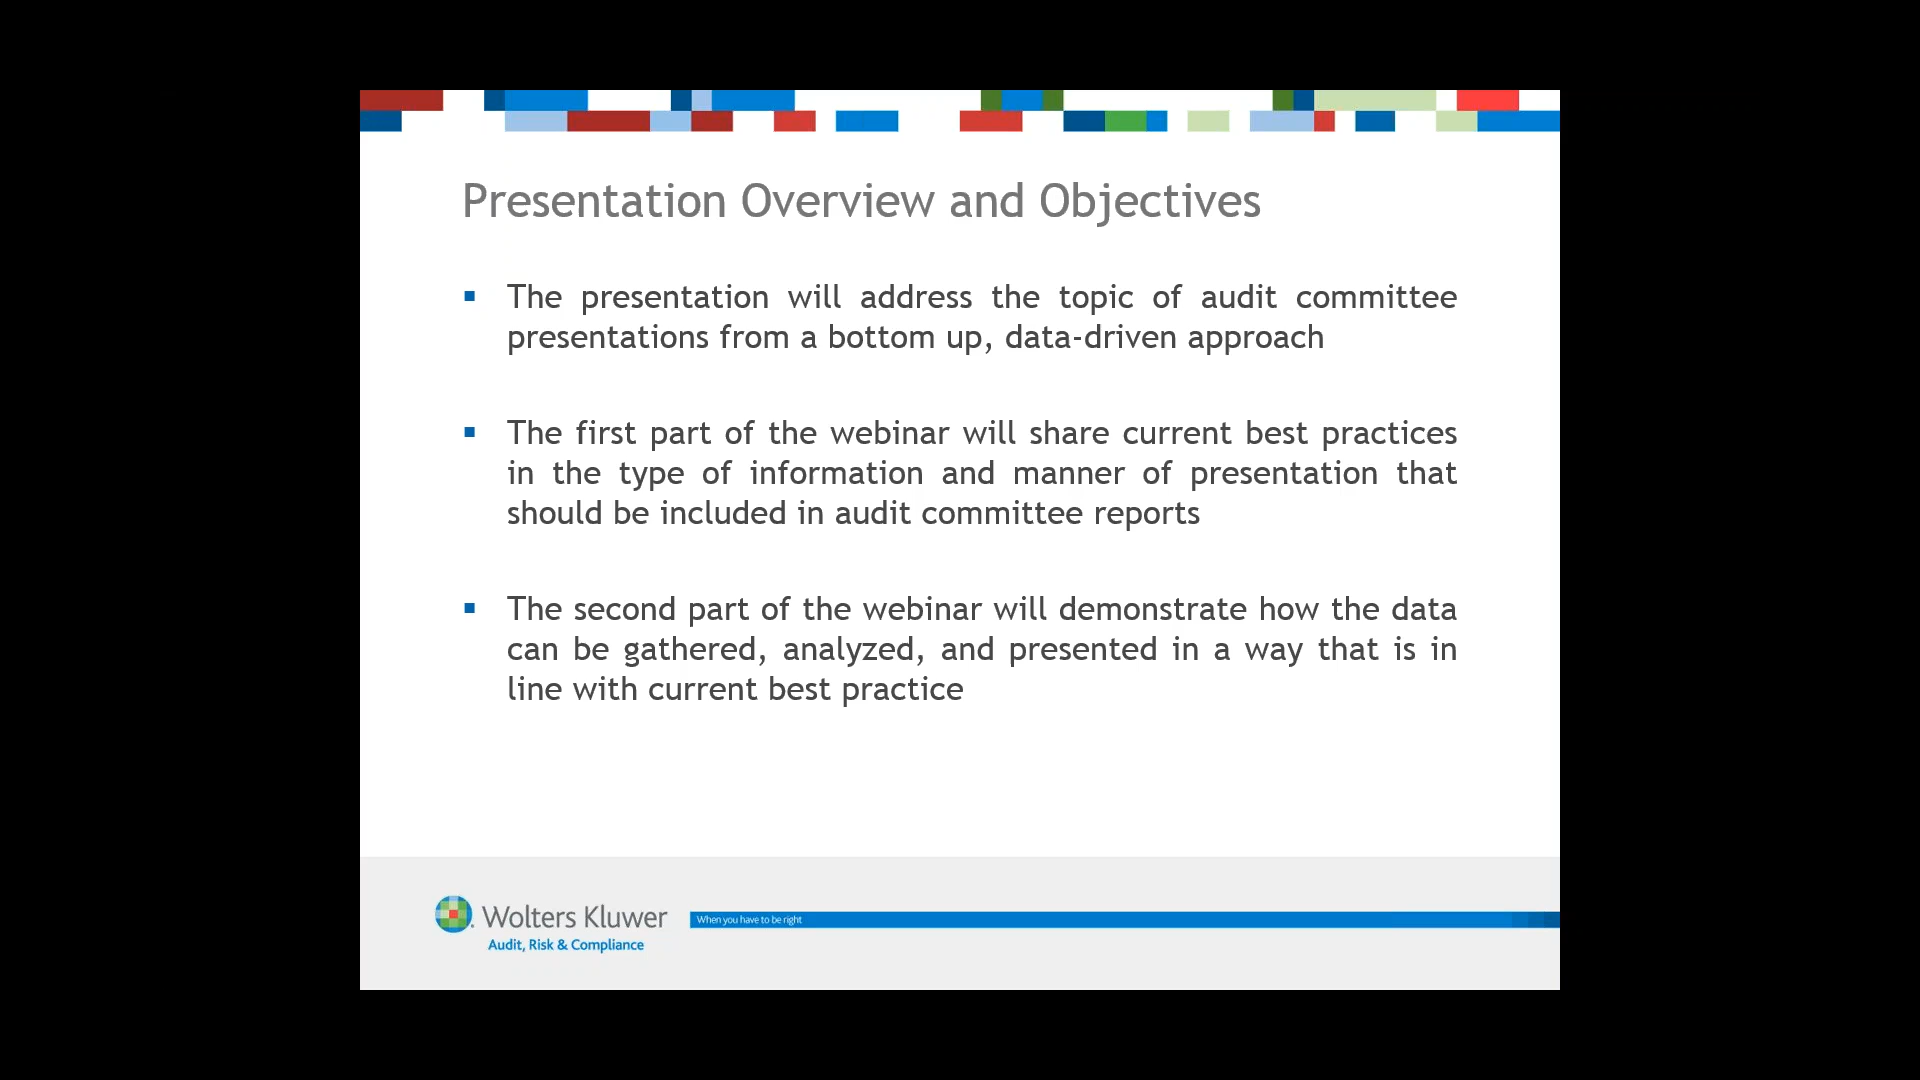 Presentation Overview and Objectives
The presentation will address the topic of audit committee
presentations from a bottom up, data-driven approach
The first part of the webinar will share current best practices
in the type of information and manner of presentation that
should be included in audit committee reports
The second part of the webinar will demonstrate how the data
can be gathered, analyzed, and presented in a way that is in
line with current best practice
Wolters Kluwer
When you have to be right
Audit, Risk & Compliance